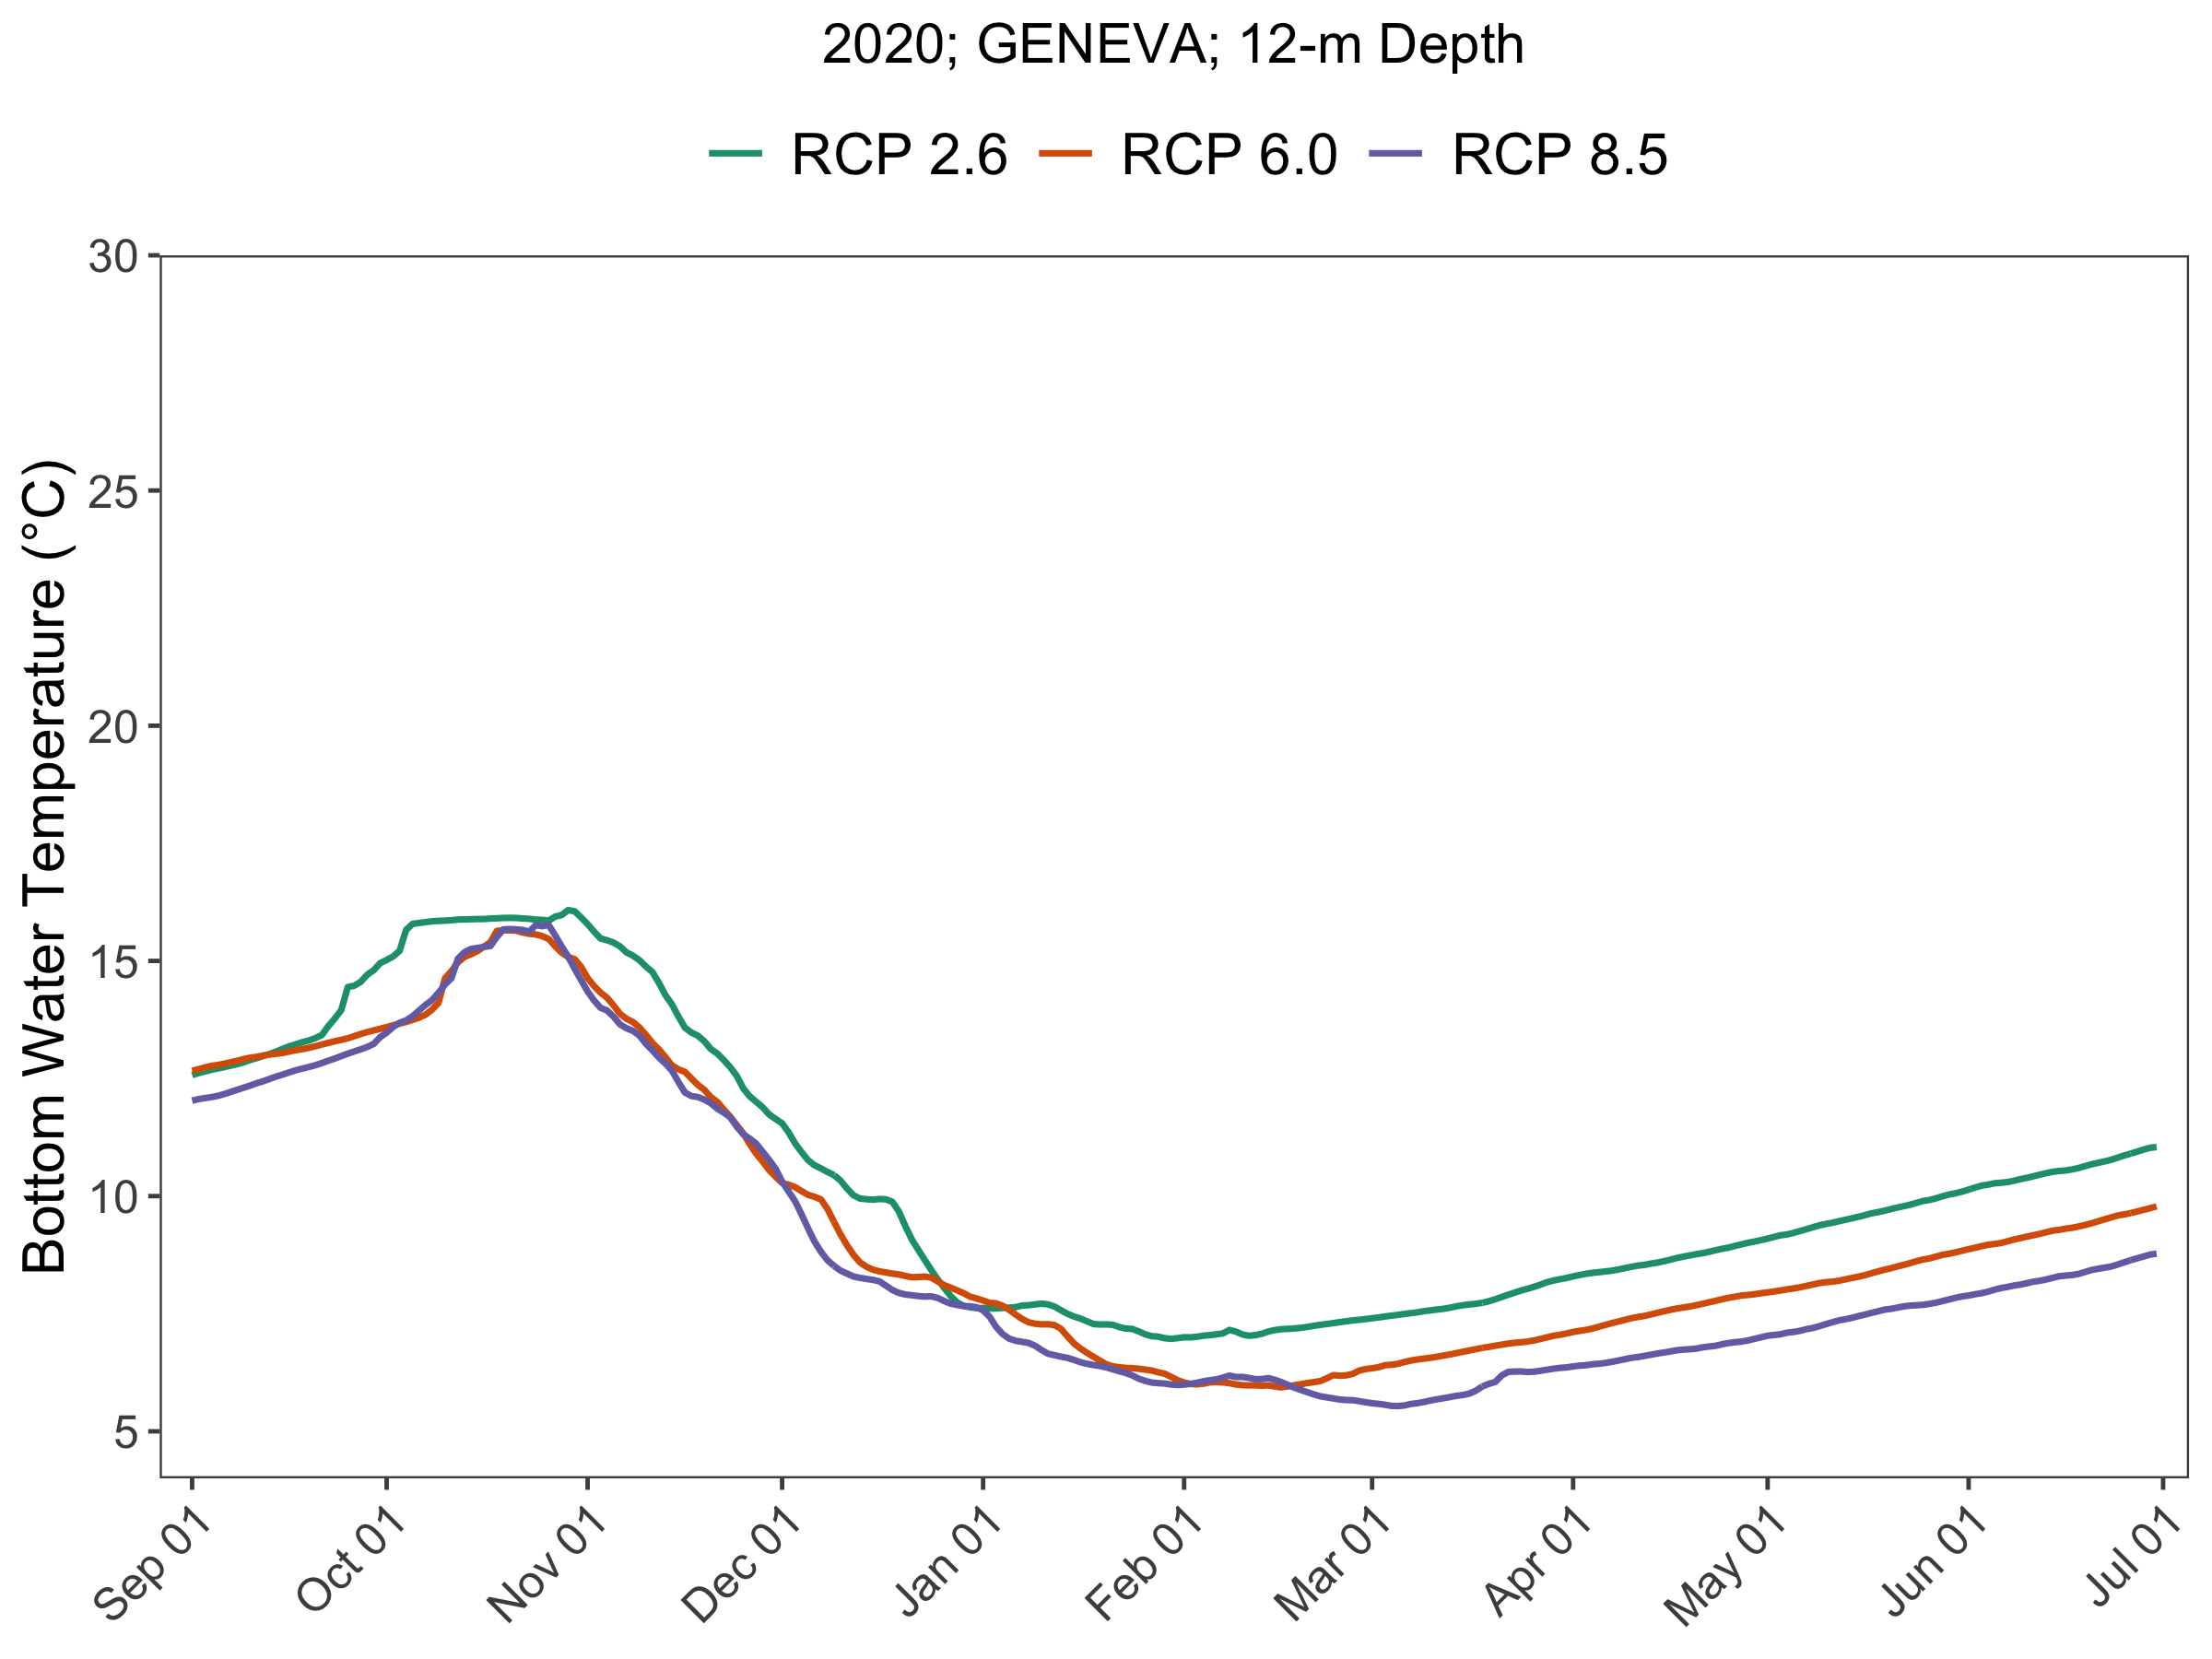 2020; GENEVA; 12-m Depth
RCP 2.6 RCP 6.0 RCP 8.5
Bottom Water Temperature (°C)
30
25
20
15
10
5
Sep 01 Oct 01 Nov 01 Dec 01 Jan 01 Feb 01 Mar 01 Apr 01 May 01 Jun 01 Jul 01